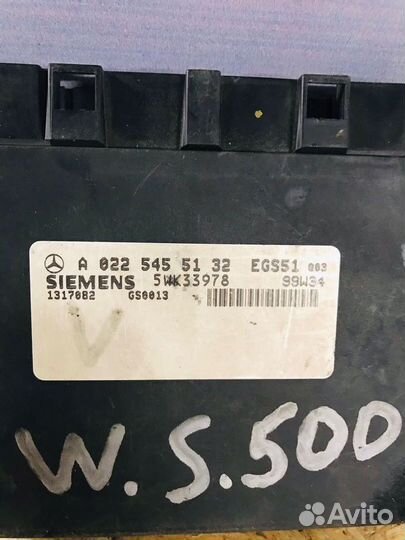 A 022 545 51 32 EGS51 003
SIEMENS 5WK33978 99W34
1317082 GS0013
V
W.S.500
Avito